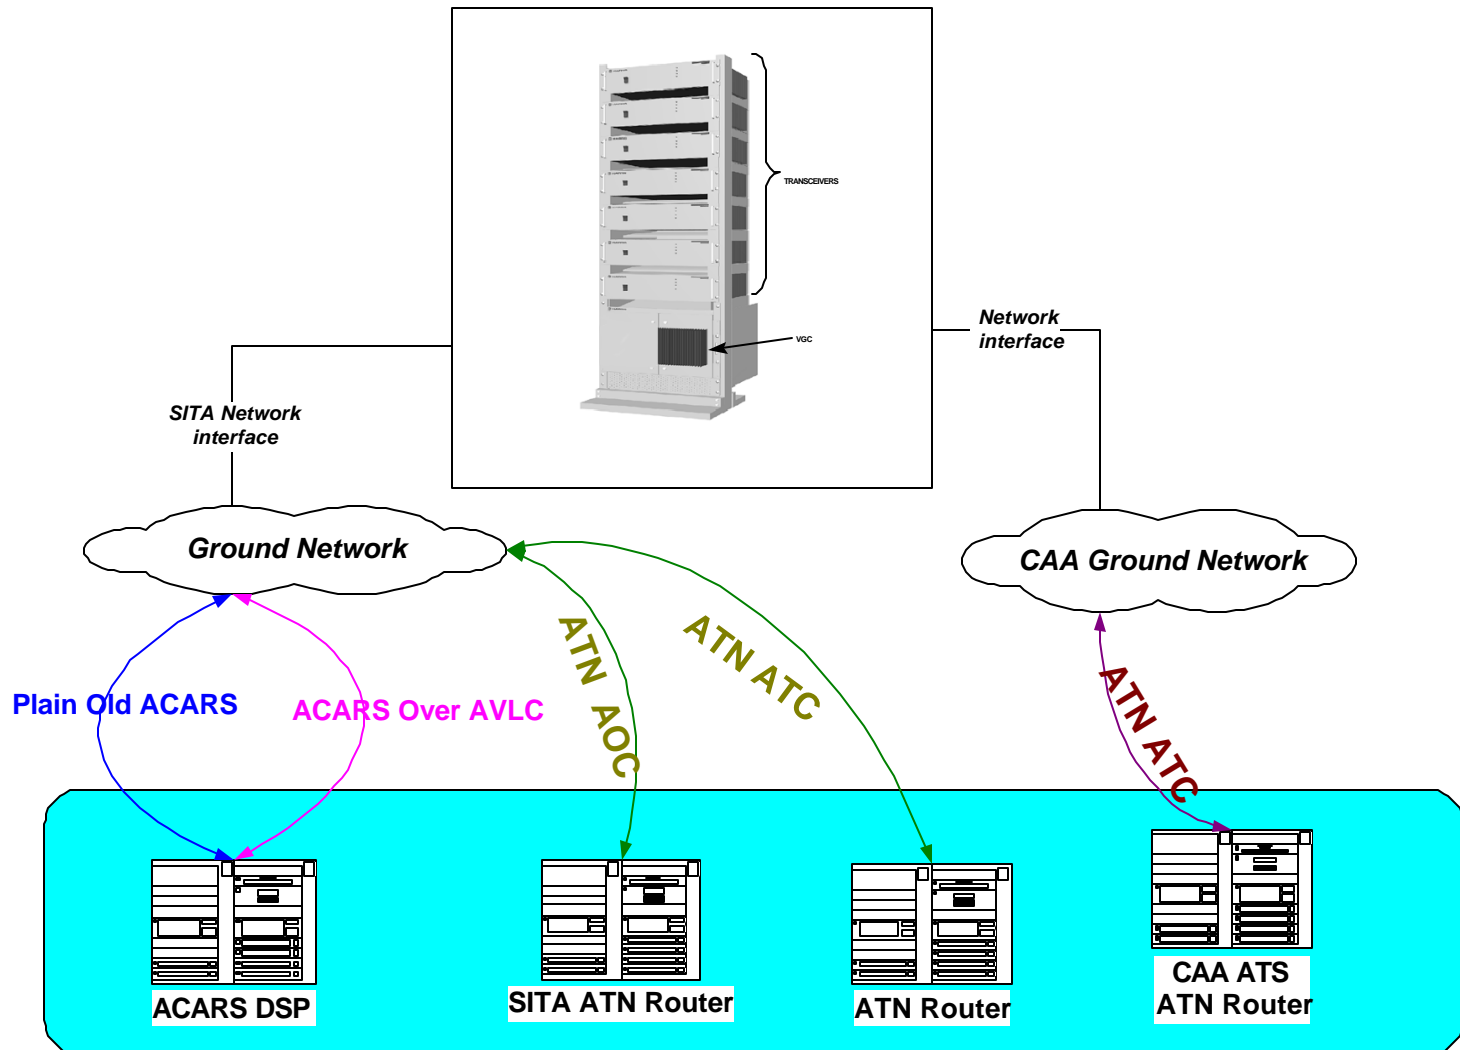 TRANSCEIVERS
VGC
Network
interface
SITA Network
interface
Ground Network
CAA Ground Network
ATN AOC
ATN ATC
ATN ATC
Plain Old ACARS
ACARS Over AVLC
ACARS DSP
SITA ATN Router
ATN Router
CAA ATS
ATN Router